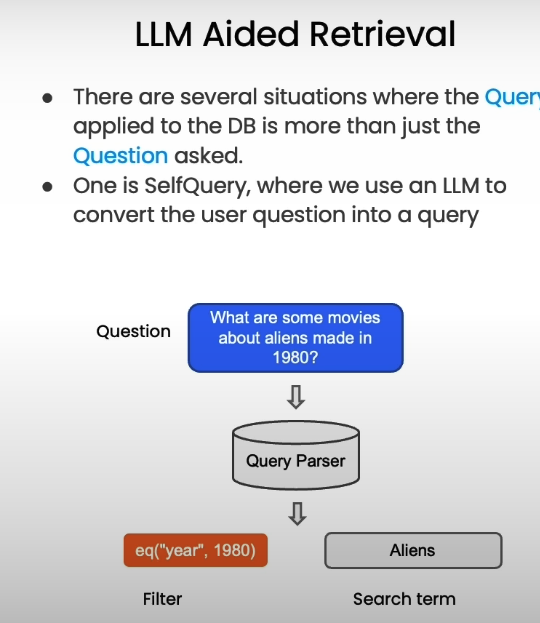 LLM Aided Retrieval
● There are several situations where the Query
applied to the DB is more than just the
Question asked.
● One is SelfQuery, where we use an LLM to
convert the user question into a query
Question
What are some movies
about aliens made in
1980?
Query Parser
eq("year", 1980)
Aliens
Filter
Search term